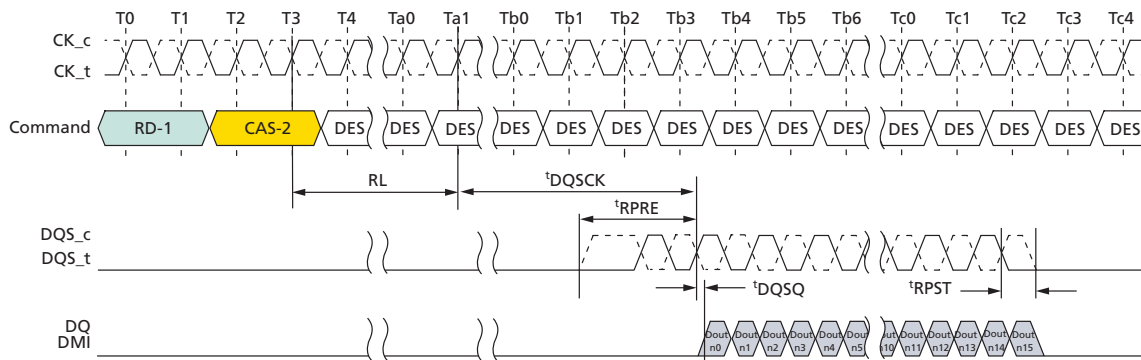 T0 T1 T2 T3 T4 Ta0 Ta1 Tb0 Tb1 Tb2 Tb3 Tb4 Tb5 Tb6 Tc0 Tc1 Tc2 Tc3 Tc4
CK_c
CK_t
Command RD-1 CAS-2 DES DES DES DES DES DES DES DES DES DES DES DES DES DES DES
RL tDQSCK
tRPRE
DQS_c
DQS_t
tDQSQ tRPST
DQ
DMI
Dout n0 Dout n1 Dout n2 Dout n3 Dout n4 Dout n5 n10 Dout n11 Dout n12 Dout n13 Dout n14 Dout n15